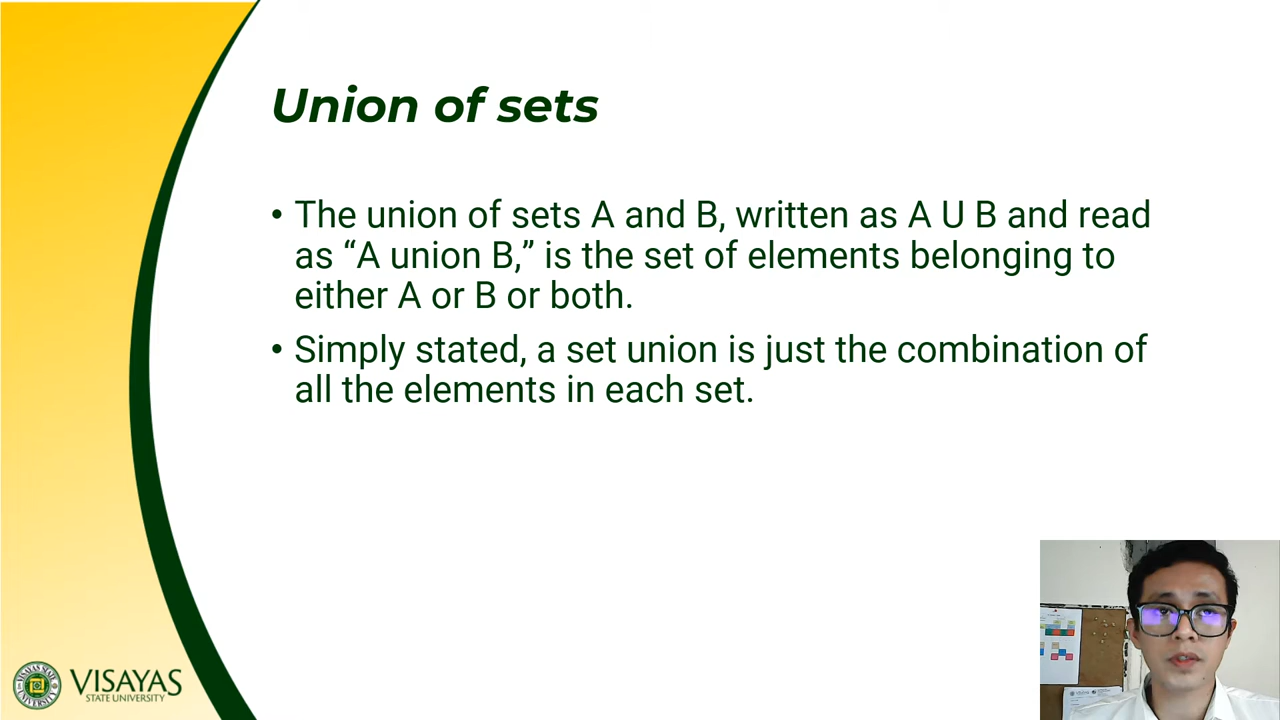 Union of sets
• The union of sets A and B, written as A U B and read
as “A union B,” is the set of elements belonging to
either A or B or both.
• Simply stated, a set union is just the combination of
all the elements in each set.
VISAYAS
STATE UNIVERSITY